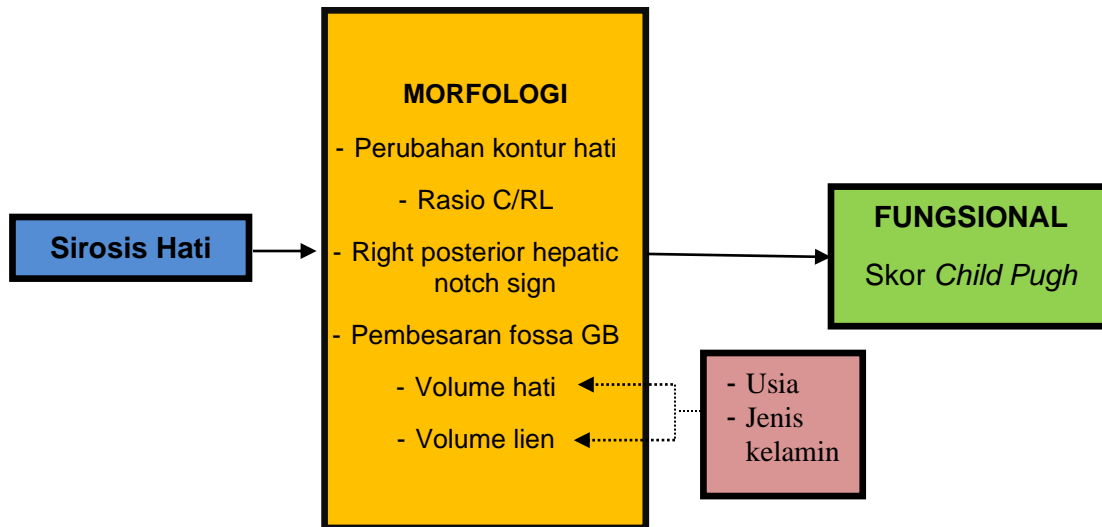 Sirosis Hati
MORFOLOGI
- Perubahan kontur hati
- Rasio C/RL
- Right posterior hepatic
notch sign
- Pembesaran fossa GB
- Volume hati
- Volume lien
FUNGSIONAL
Skor Child Pugh
- Usia
- Jenis
kelamin